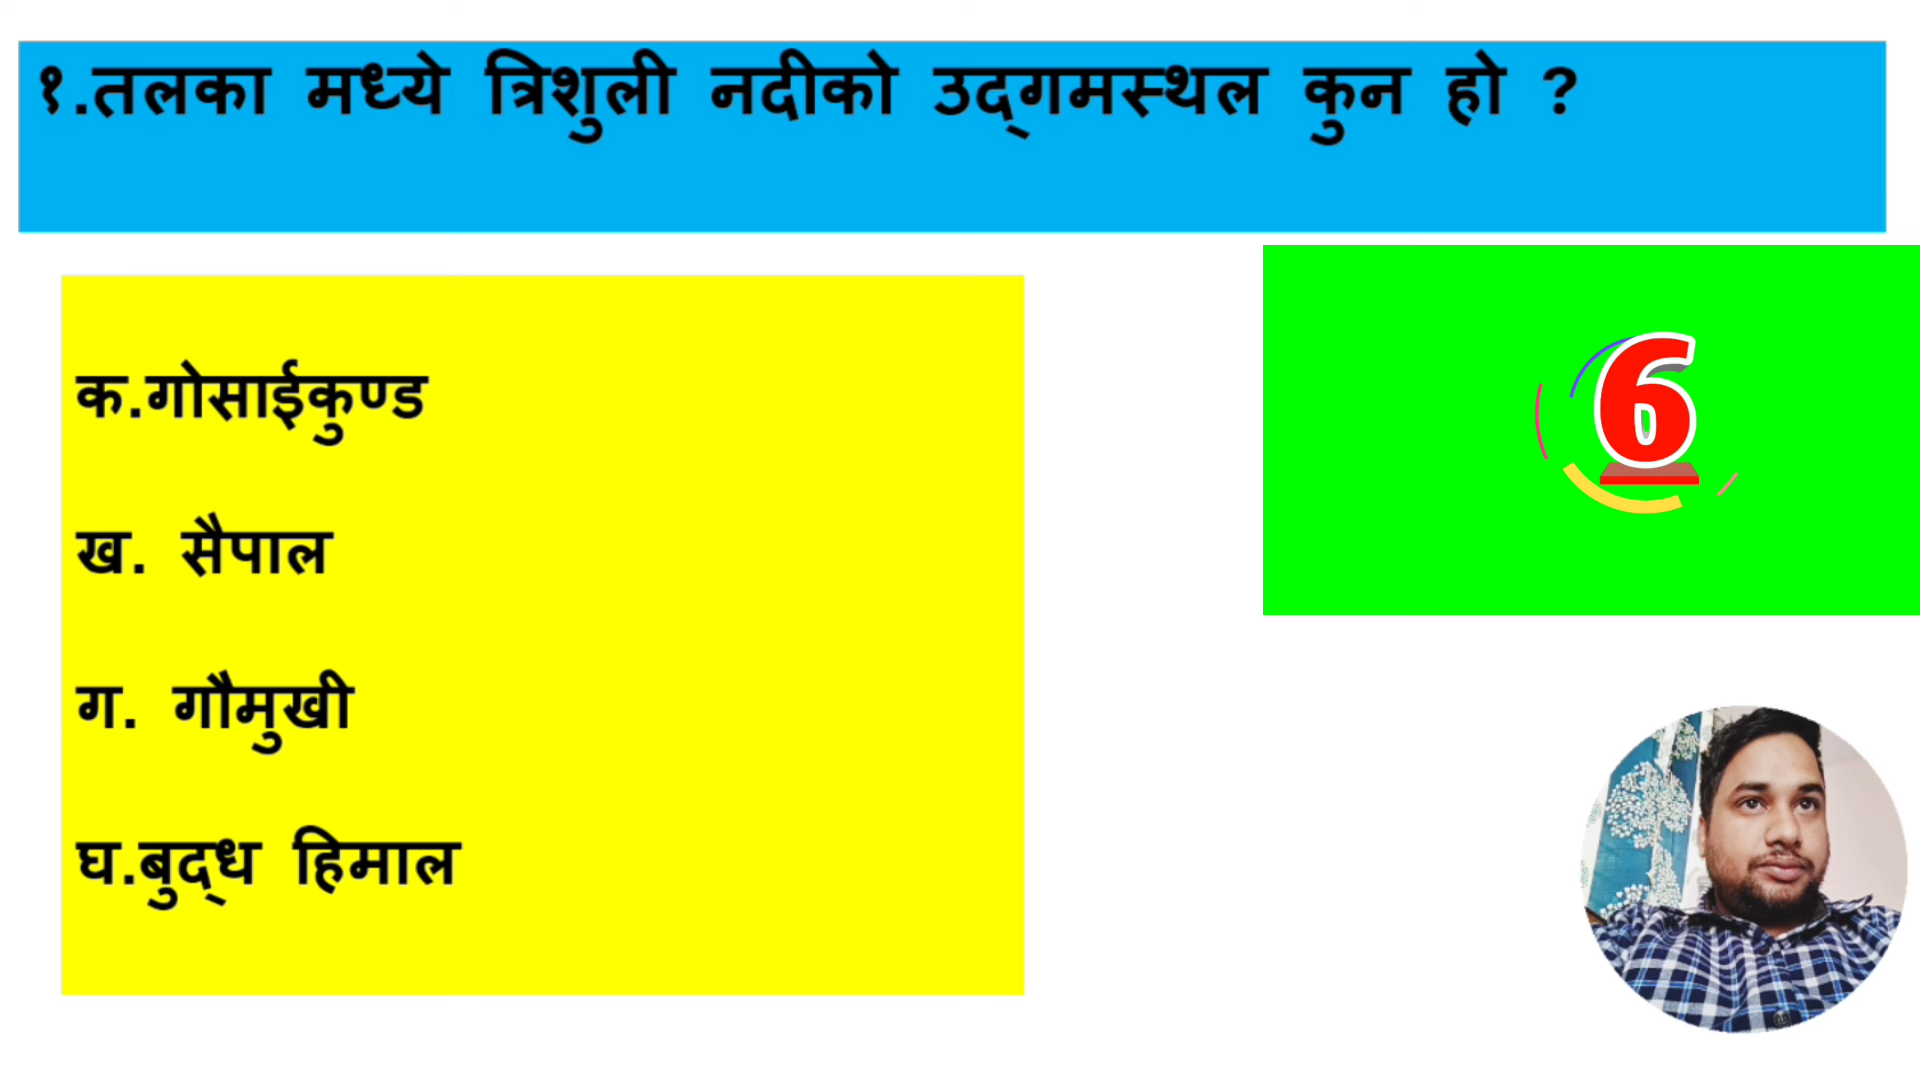 १.तलका मध्ये त्रिशुली नदीको उद्‌गमस्थल कुन हो ?
6
क.गोसाईकुण्ड
ख. सैपाल
ग. गौमुखी
घ.बुद्‌ध हिमाल